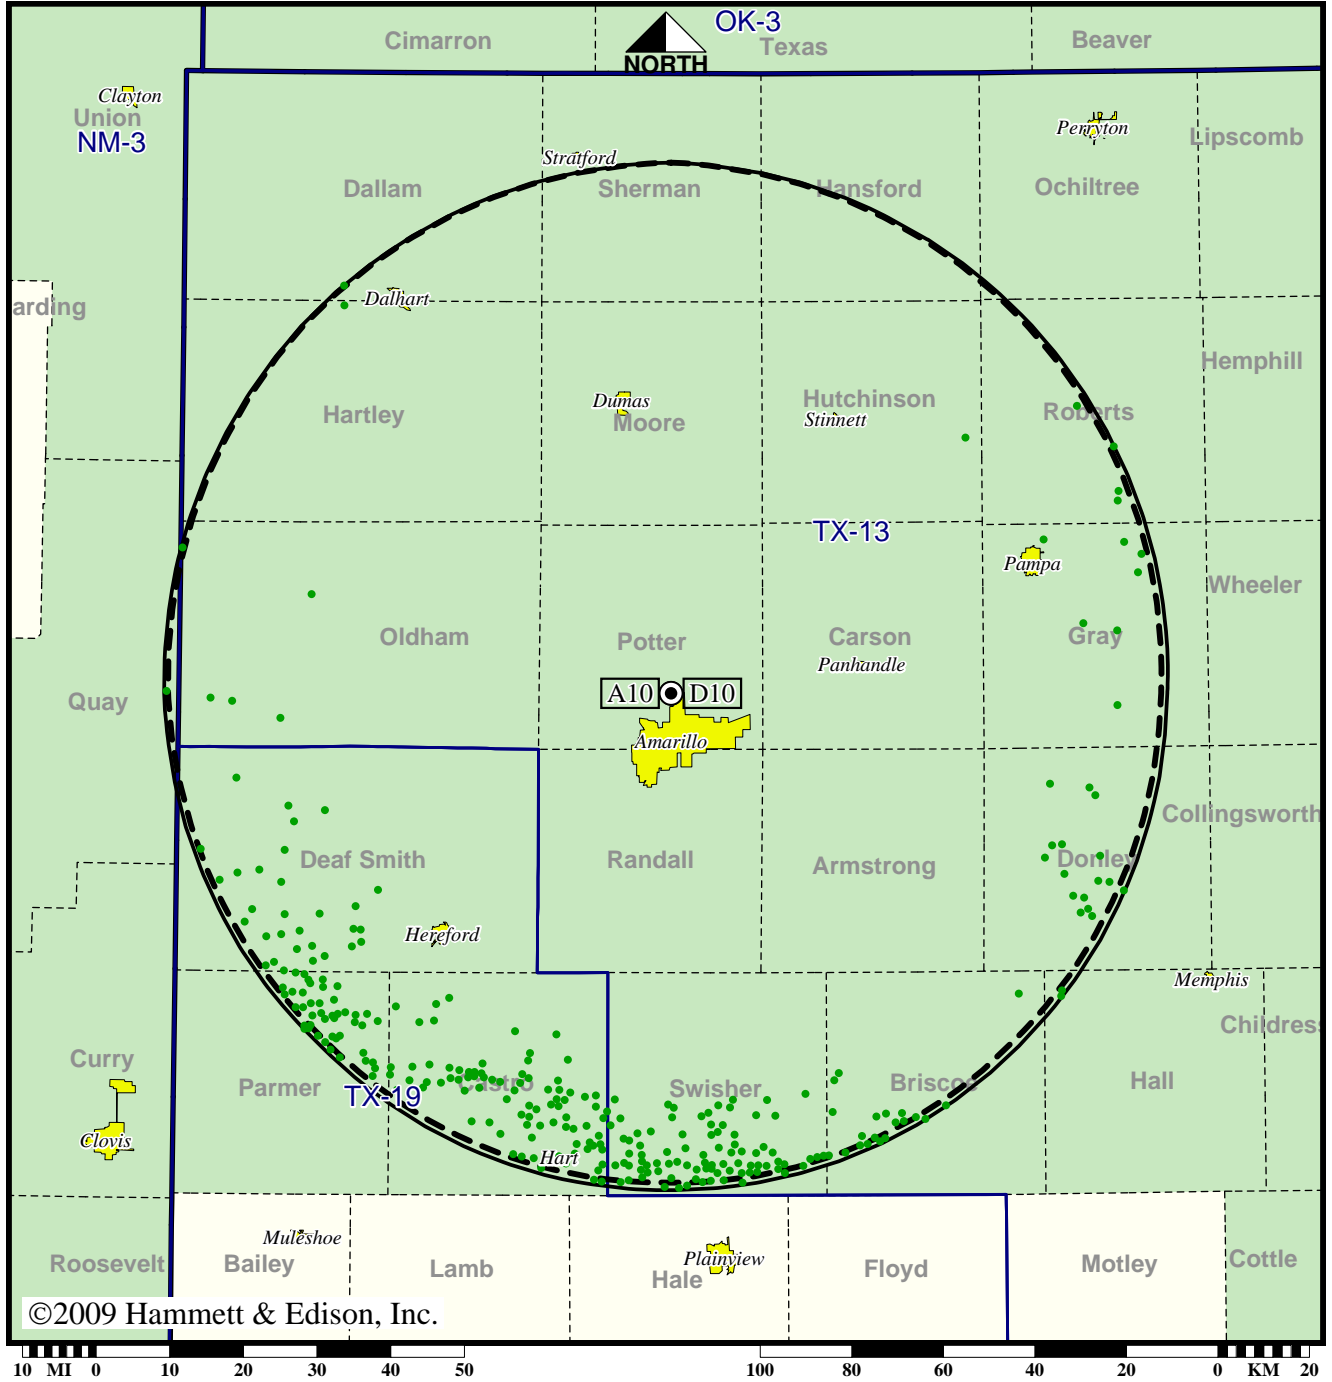 OK-3
Cimarron
Texas
Beaver
NORTH
Clayton
Union
NM-3
Perryton
Lipscomb
Stratford
Dallam
Sherman
Hansford
Ochiltree
arding
Dalhart
Hemphill
Hartley
Dumas
Moore
Hutchinson
Stinnett
Roberts
TX-13
Pampa
Wheeler
Oldham
Potter
Carson
Gray
Panhandle
Quay
A10
D10
Amarillo
Collingsworth
Deaf Smith
Randall
Armstrong
Donley
Hereford
Memphis
Childress
Curry
Parmer
TX-19
Castro
Swisher
Briscoe
Hall
Clovis
Hart
Roosevelt
Bailey
Muleshoe
Lamb
Hale
Plainview
Floyd
Motley
Cottle
©2009 Hammett & Edison, Inc.
10 MI 0 10 20 30 40 50
100 80 60 40 20 0 KM 20